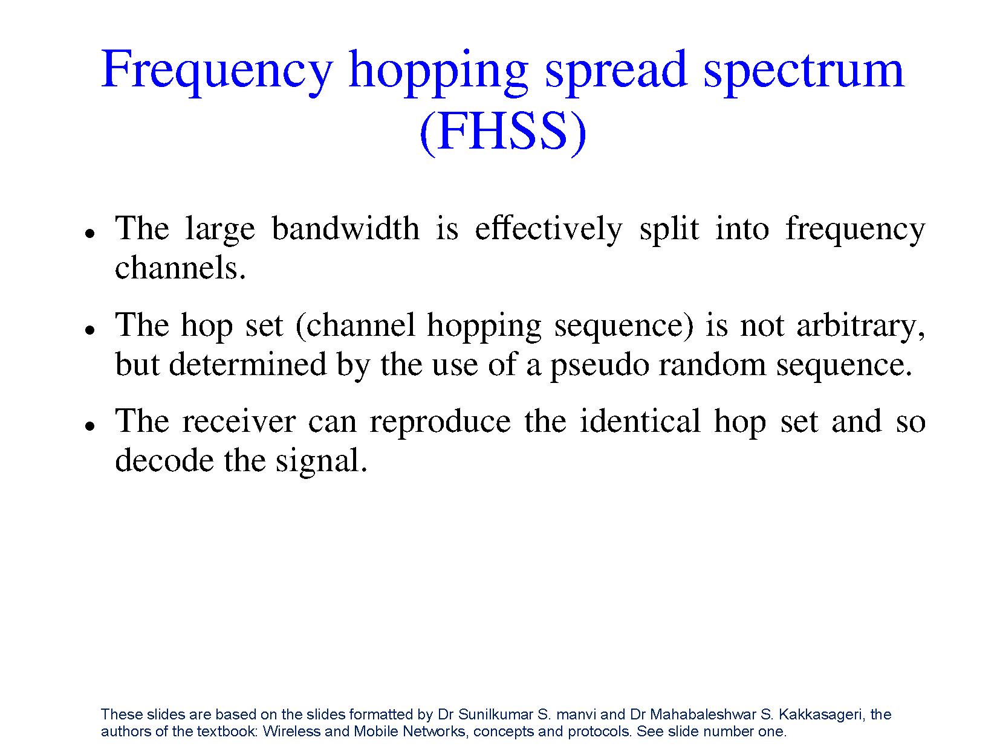 Frequency hopping spread spectrum
(FHSS)
• The large bandwidth is effectively split into frequency
channels.
• The hop set (channel hopping sequence) is not arbitrary,
but determined by the use of a pseudo random sequence.
• The receiver can reproduce the identical hop set and so
decode the signal.
These slides are based on the slides formatted by Dr Sunilkumar S. manvi and Dr Mahabaleshwar S. Kakkasageri, the
authors of the textbook: Wireless and Mobile Networks, concepts and protocols. See slide number one.